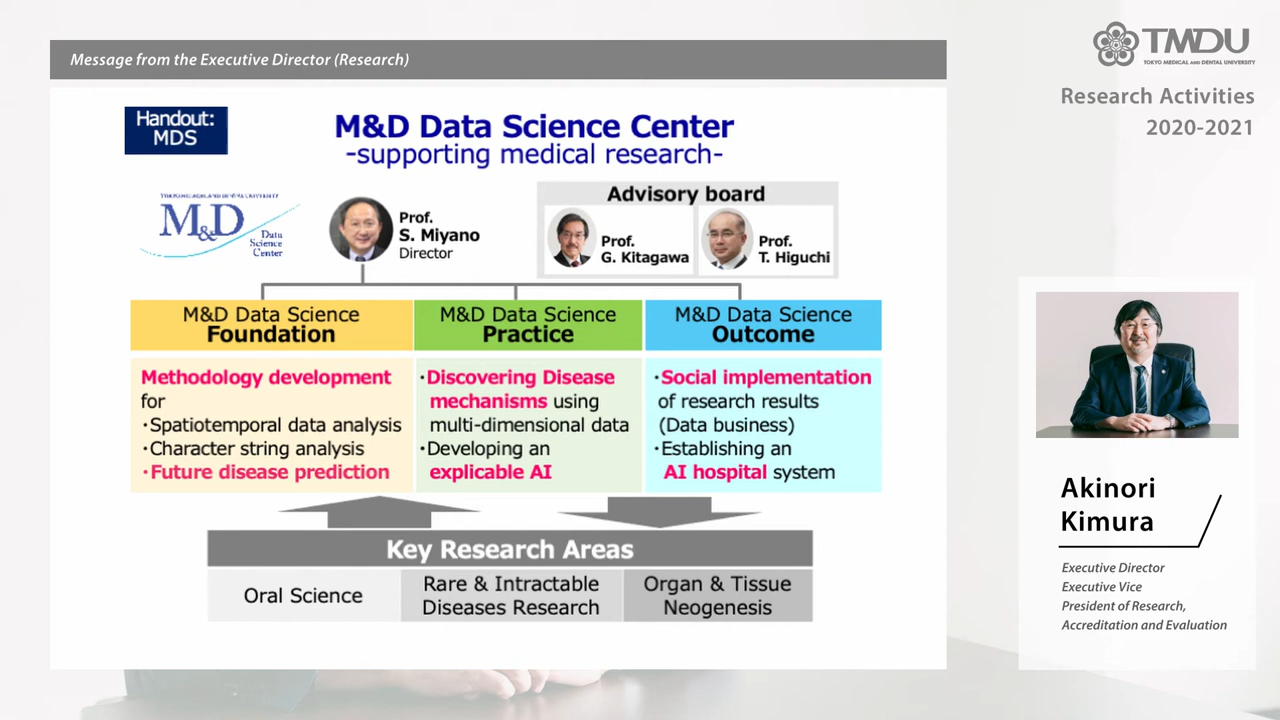 Message from the Executive Director (Research)
TMDU
TOKYO MEDICAL AND DENTAL UNIVERSITY
Research Activities
2020-2021
Handout:
MDS
M&D Data Science Center
-supporting medical research-
TOKYO MEDICAL AND DENTAL UNIVERSITY
M&D
Data
Science
Center
Prof.
S. Miyano
Director
Advisory board
Prof.
G. Kitagawa
Prof.
T. Higuchi
M&D Data Science
Foundation
M&D Data Science
Practice
M&D Data Science
Outcome
Methodology development
for
・Spatiotemporal data analysis
・Character string analysis
・Future disease prediction
・Discovering Disease
mechanisms using
multi-dimensional data
・Developing an
explicable AI
・Social implementation
of research results
(Data business)
・Establishing an
AI hospital system
Key Research Areas
Oral Science
Rare & Intractable
Diseases Research
Organ & Tissue
Neogenesis
Akinori
Kimura
Executive Director
Executive Vice
President of Research,
Accreditation and Evaluation